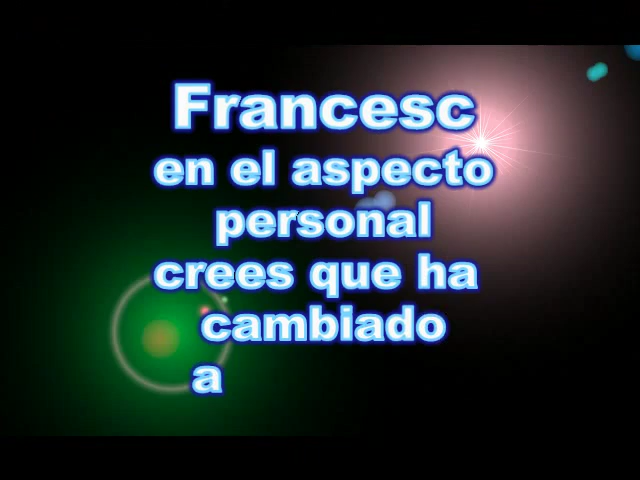 Francesc
en el aspecto
personal
crees que ha
cambiado
a